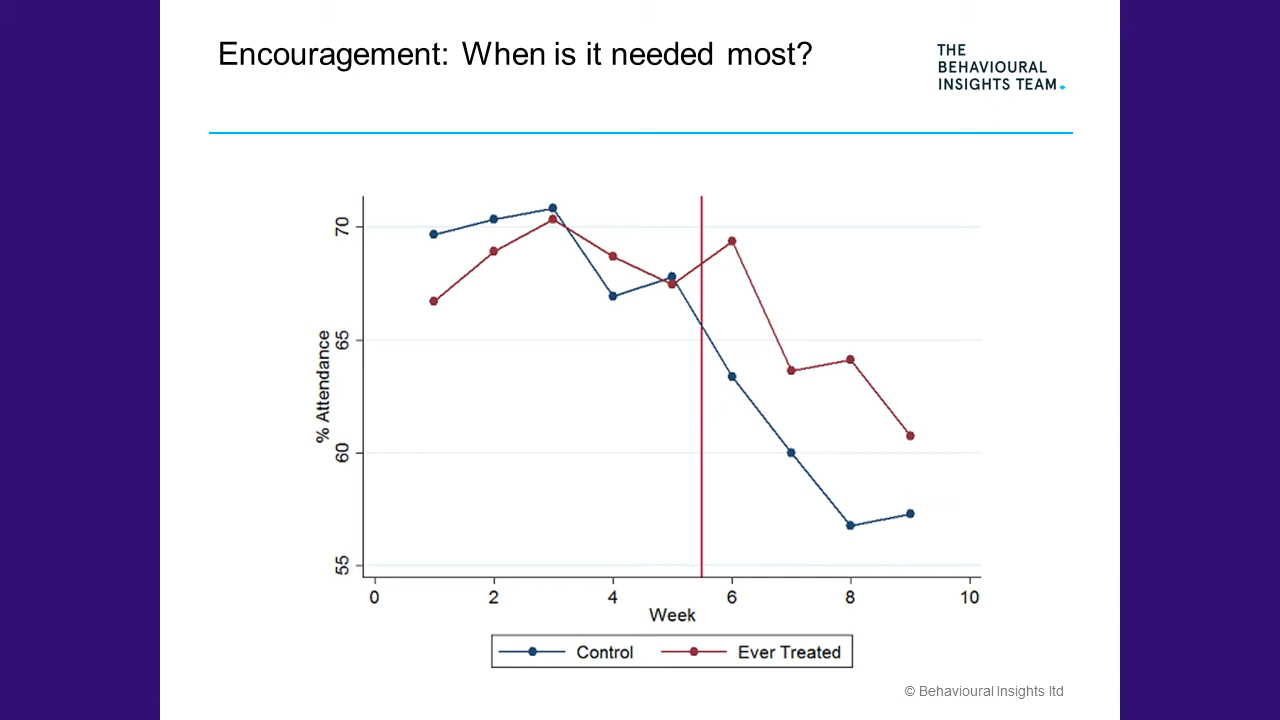 Encouragement: When is it needed most?
THE
BEHAVIOURAL
INSIGHTS TEAM.
% Attendance
70
65
60
55
0 2 4 6 8 10
Week
Control Ever Treated
© Behavioural Insights ltd